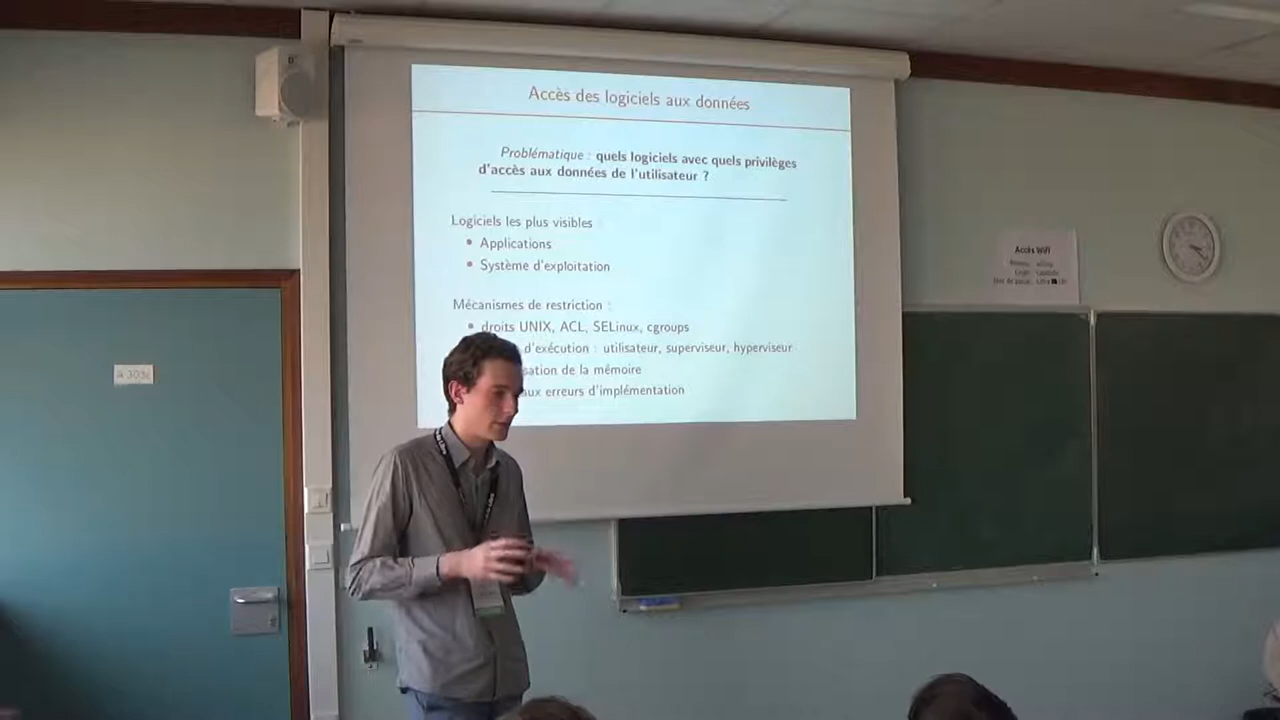 Accès des logiciels aux données
Problématique : quels logiciels avec quels privilèges
d'accès aux données de l'utilisateur ?
Logiciels les plus visibles :
• Applications
• Système d'exploitation
Mécanismes de restriction :
• droits UNIX, ACL, SELinux, cgroups
d'exécution : utilisateur, superviseur, hyperviseur
sation de la mémoire
aux erreurs d'implémentation
Accès Wifi